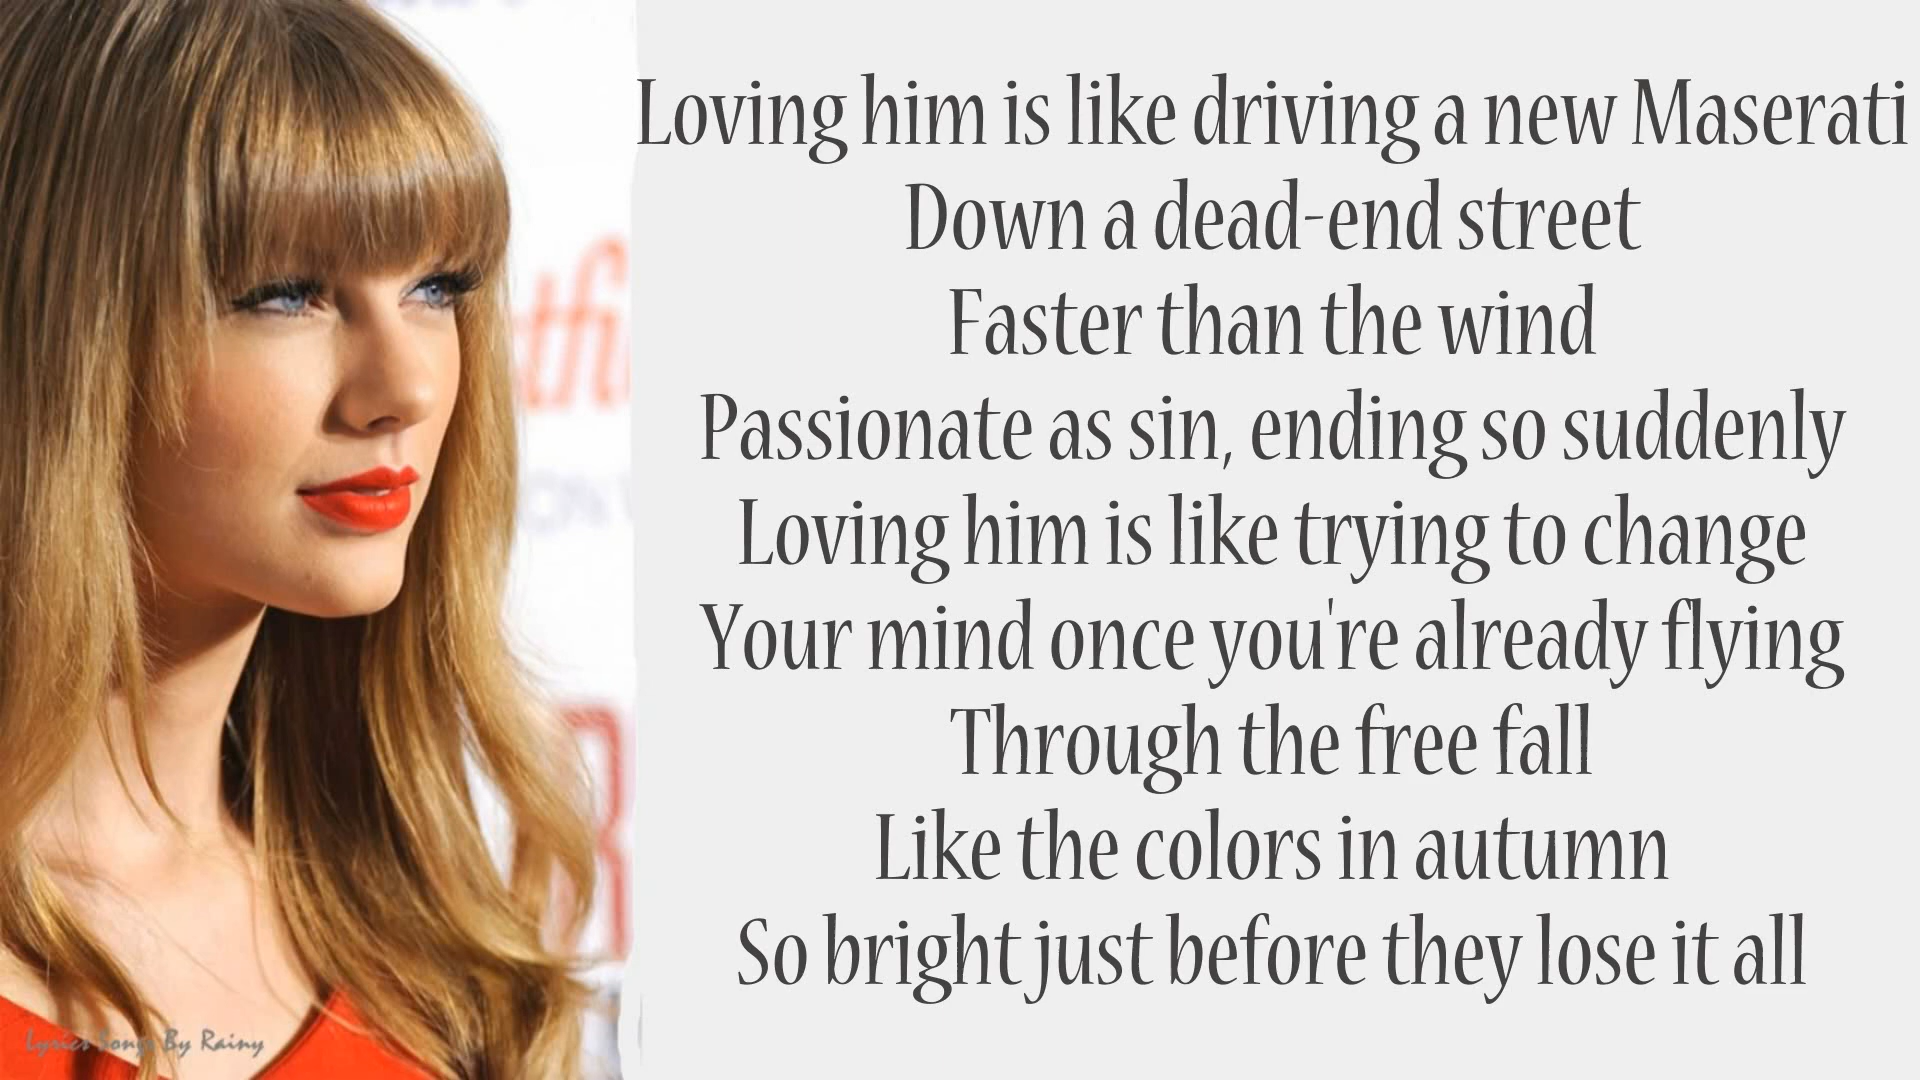 Loving him is like driving a new Maserati
Down a dead-end street
Faster than the wind
Passionate as sin, ending so suddenly
Loving him is like trying to change
Your mind once you're already flying
Through the free fall
Like the colors in autumn
So bright just before they lose it all
Lyrics Songs By Rainy